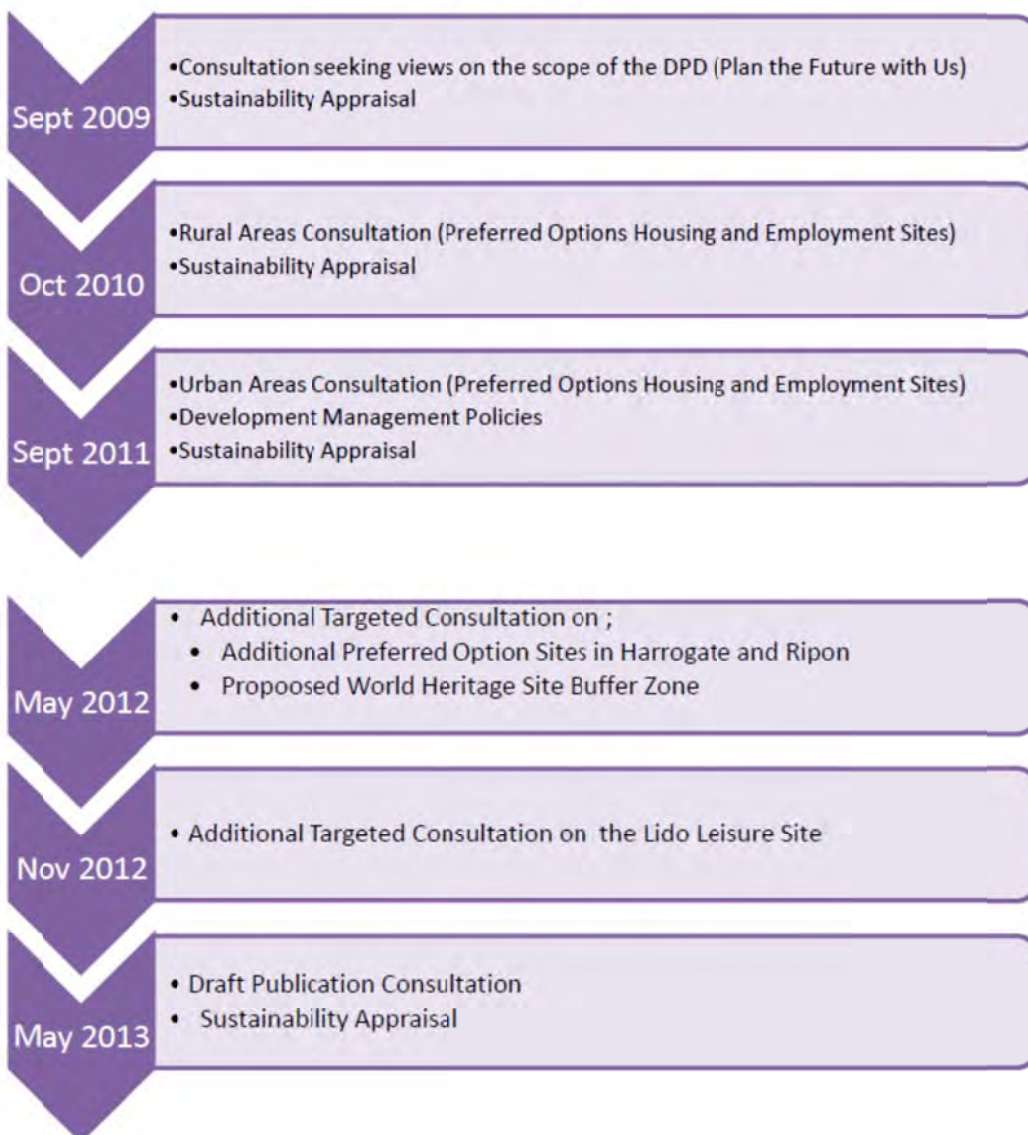 Sept 2009
•Consultation seeking views on the scope of the DPD (Plan the Future with Us)
•Sustainability Appraisal
Oct 2010
•Rural Areas Consultation (Preferred Options Housing and Employment Sites)
•Sustainability Appraisal
Sept 2011
•Urban Areas Consultation (Preferred Options Housing and Employment Sites)
•Development Management Policies
•Sustainability Appraisal
May 2012
• Additional Targeted Consultation on ;
• Additional Preferred Option Sites in Harrogate and Ripon
• Propoosed World Heritage Site Buffer Zone
Nov 2012
• Additional Targeted Consultation on the Lido Leisure Site
May 2013
• Draft Publication Consultation
• Sustainability Appraisal